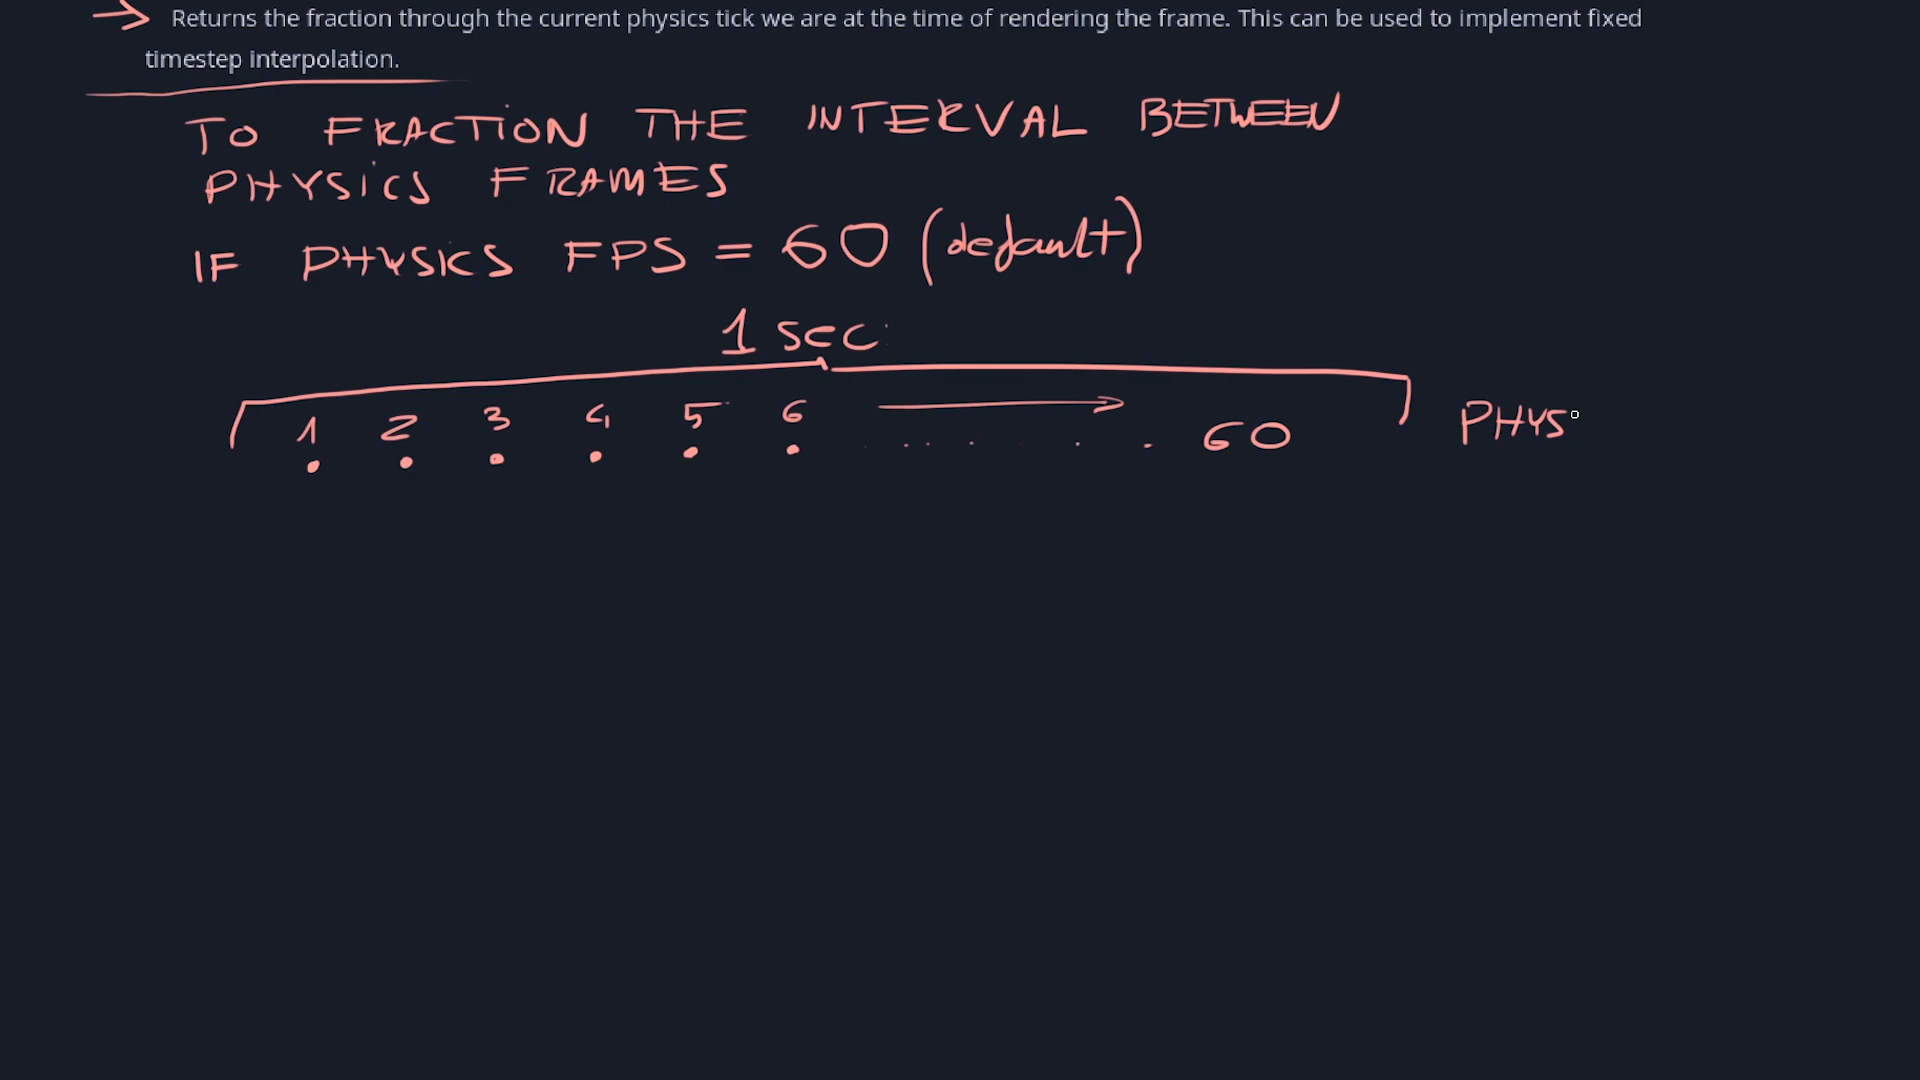 Returns the fraction through the current physics tick we are at the time of rendering the frame. This can be used to implement fixed
timestep interpolation.
TO FRACTION THE INTERVAL BETWEEN
PHYSICS FRAMES
IF PHYSICS FPS = 60 (default)
1 sec
1 2 3 4 5 6 60 PHYS